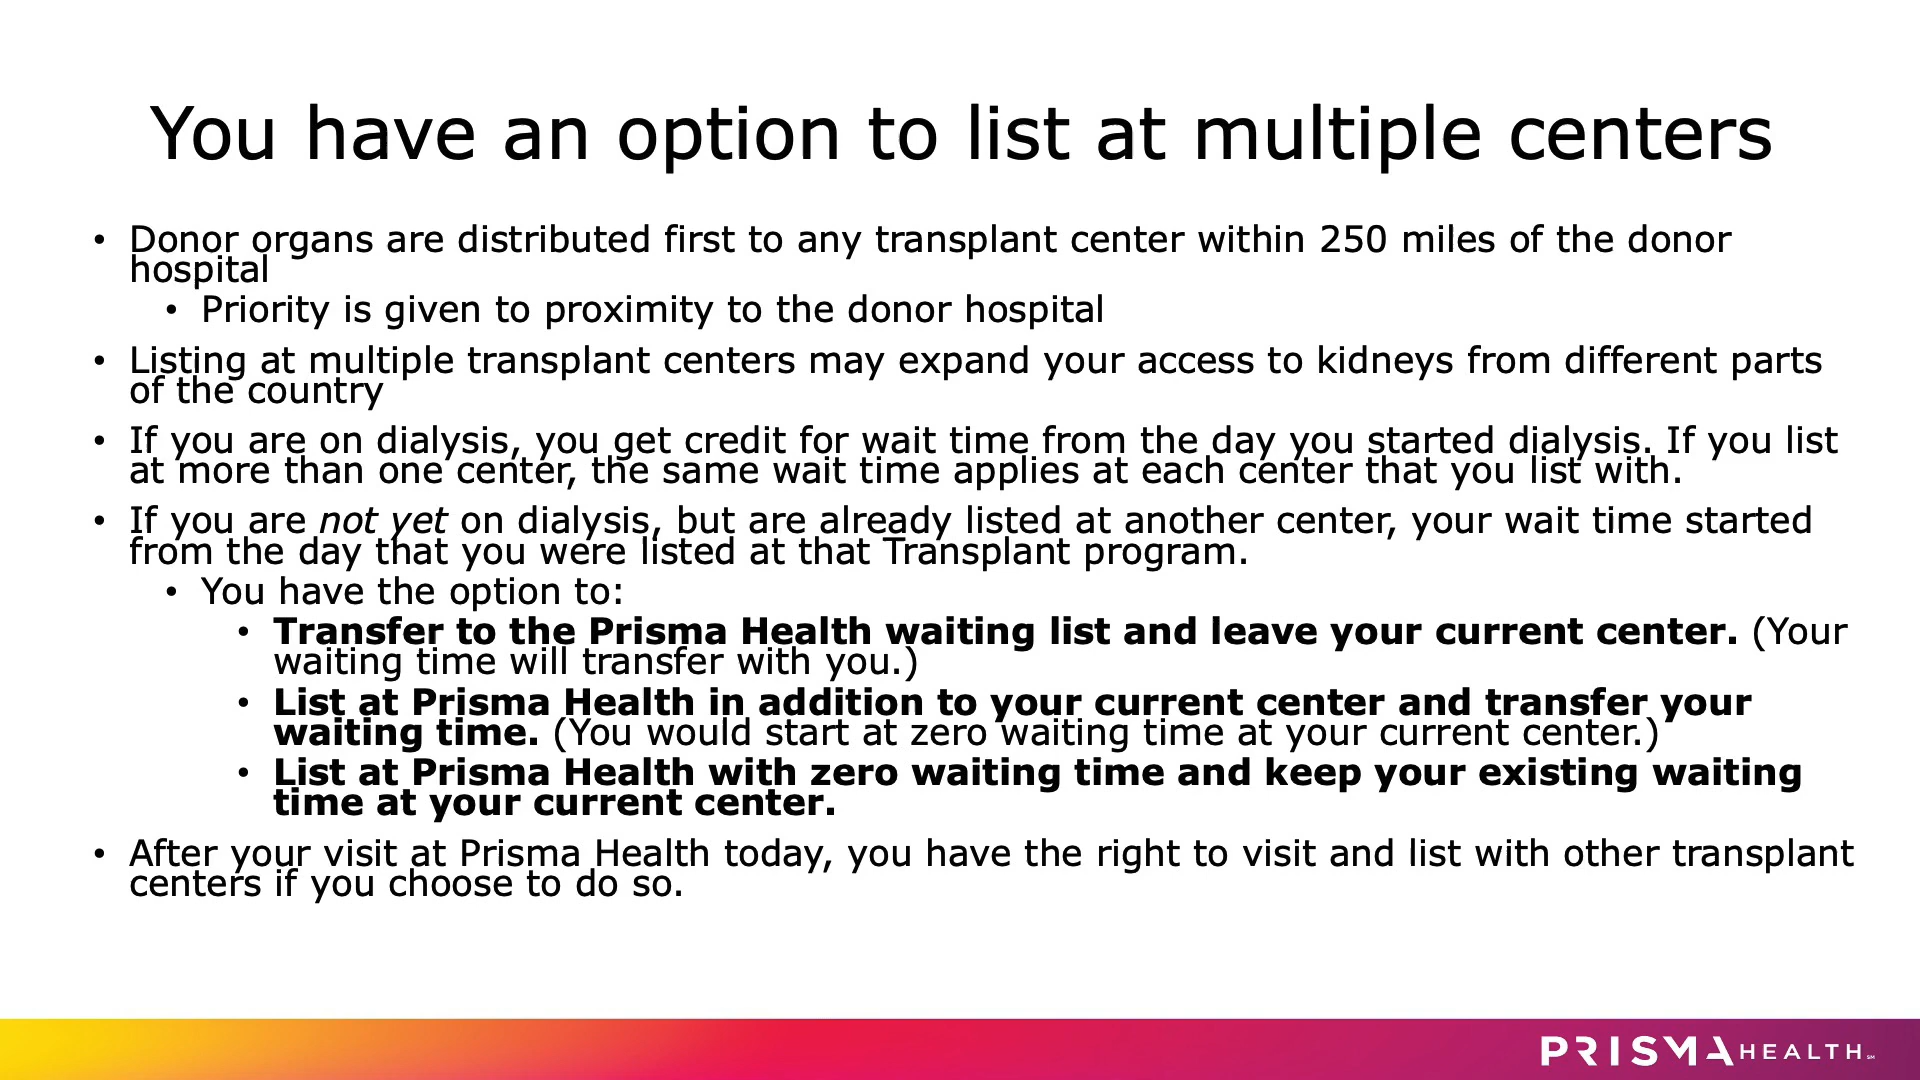 You have an option to list at multiple centers
• Donor organs are distributed first to any transplant center within 250 miles of the donor
hospital
• Priority is given to proximity to the donor hospital
• Listing at multiple transplant centers may expand your access to kidneys from different parts
of the country
• If you are on dialysis, you get credit for wait time from the day you started dialysis. If you list
at more than one center, the same wait time applies at each center that you list with.
• If you are not yet on dialysis, but are already listed at another center, your wait time started
from the day that you were listed at that Transplant program.
• You have the option to:
• Transfer to the Prisma Health waiting list and leave your current center. (Your
waiting time will transfer with you.)
• List at Prisma Health in addition to your current center and transfer your
waiting time. (You would start at zero waiting time at your current center.)
• List at Prisma Health with zero waiting time and keep your existing waiting
time at your current center.
• After your visit at Prisma Health today, you have the right to visit and list with other transplant
centers if you choose to do so.
PRISMA HEALTH℠